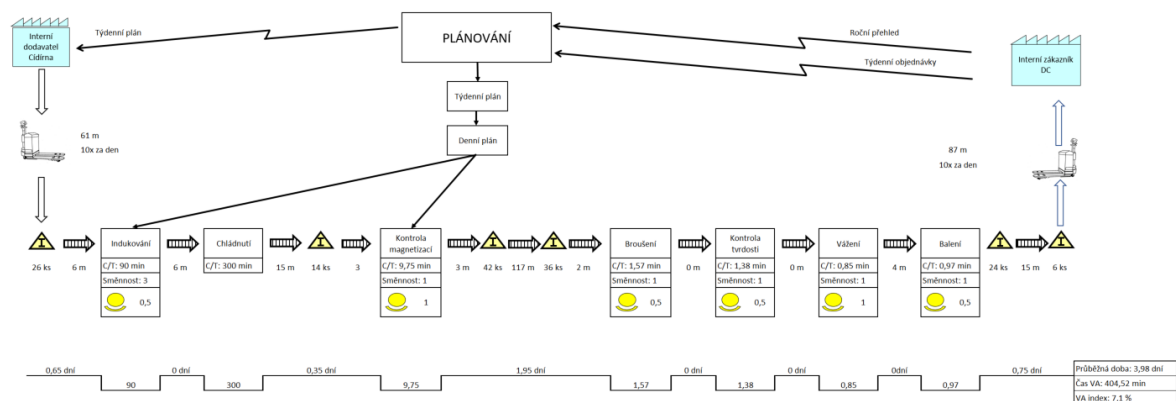 Interní
dodavatel
Cídírna
Týdenní plán
PLÁNOVÁNÍ
Roční přehled
Týdenní objednávky
Interní zákazník
DC
Týdenní plán
Denní plán
61 m
10x za den
87 m
10x za den
I
26 ks
6 m
Indukování
C/T: 90 min
Směnnost: 3
0,5
6 m
Chládnutí
C/T: 300 min
15 m
I
14 ks
3
Kontrola
magnetizací
C/T: 9,75 min
Směnnost: 1
1
3 m
I
42 ks
117 m
I
36 ks
2 m
Broušení
C/T: 1,57 min
Směnnost: 1
0,5
0 m
Kontrola
tvrdosti
C/T: 1,38 min
Směnnost: 1
0,5
0 m
Vážení
C/T: 0,85 min
Směnnost: 1
1
4 m
Balení
C/T: 0,97 min
Směnnost: 1
0,5
I
24 ks
15 m
I
6 ks
0,65 dní
90
0 dní
300
0,35 dní
9,75
1,95 dní
1,57
0 dní
1,38
0 dní
0,85
0dní
0,97
0,75 dní
Průběžná doba: 3,98 dní
Čas VA: 404,52 min
VA index: 7,1 %